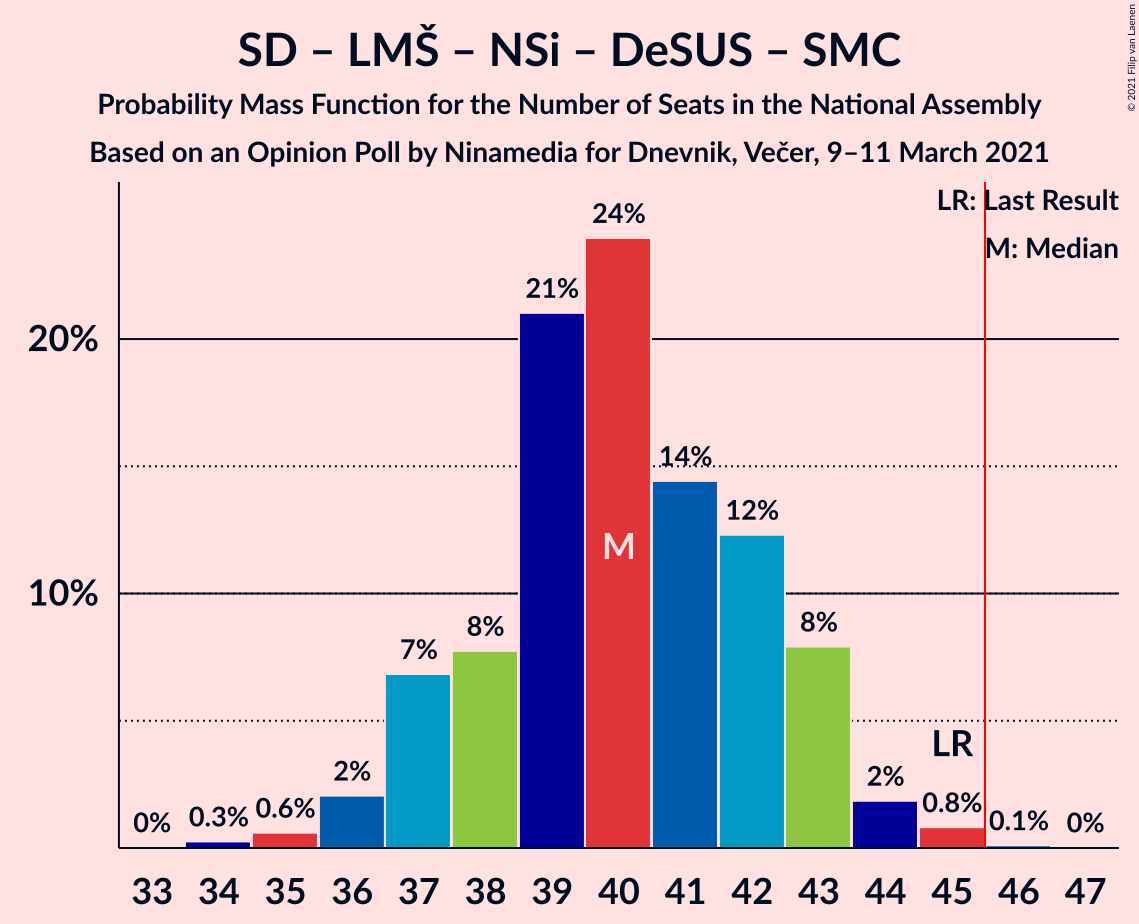 SD – LMŠ – NSi – DeSUS – SMC
Probability Mass Function for the Number of Seats in the National Assembly
Based on an Opinion Poll by Ninamedia for Dnevnik, Večer, 9–11 March 2021
© 2021 Filip van Laenen
LR: Last Result
M: Median
20%
10%
0%
0.3%
0.6%
2%
7%
8%
21%
24%
14%
12%
8%
2%
0.8%
0.1%
0%
M
LR
33 34 35 36 37 38 39 40 41 42 43 44 45 46 47